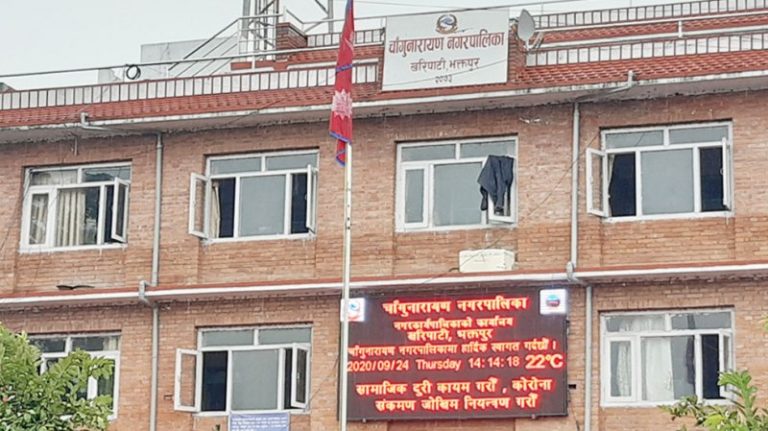 चाँगुनारायण नगरपालिका
खरिपाटी, भक्तपुर
२०७३
चाँगुनारायण नगरपालिका
नगरकार्यपालिकाको कार्यालय
खरिपाटी, भक्तपुर
चाँगुनारायण नगरपालिकामा हार्दिक स्वागत गर्दछौं !
2020/09/24 Thursday 14:14:18 22℃
सामाजिक दूरी कायम गरौं , कोरोना
संक्रमण जोखिम नियन्त्रण गरौं